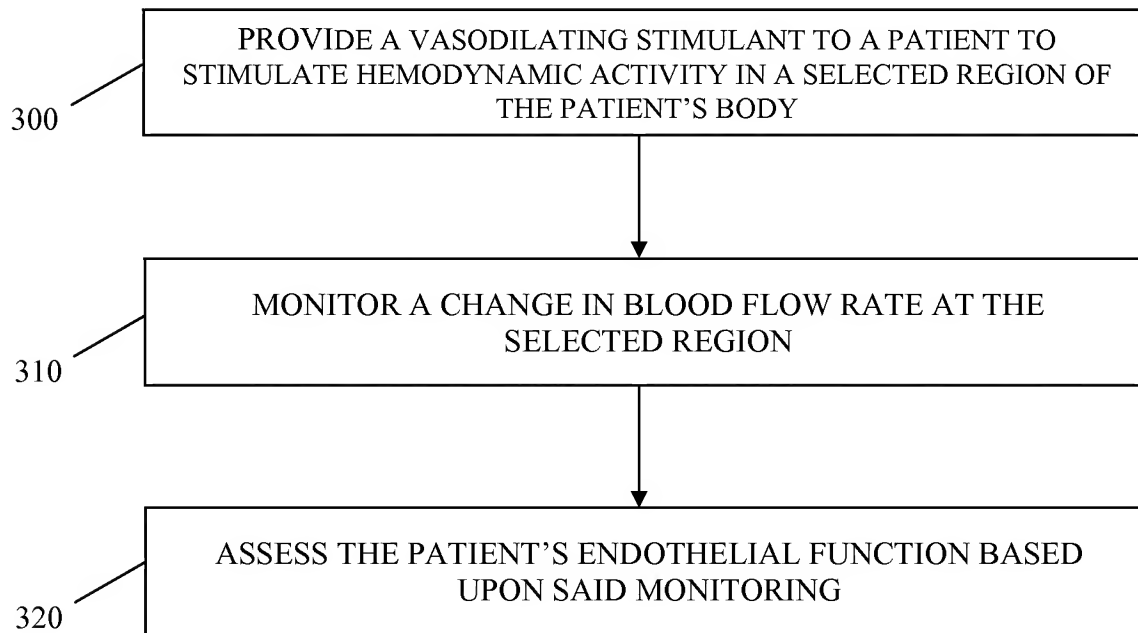 PROVIDE A VASODILATING STIMULANT TO A PATIENT TO
STIMULATE HEMODYNAMIC ACTIVITY IN A SELECTED REGION OF
THE PATIENT'S BODY
300
MONITOR A CHANGE IN BLOOD FLOW RATE AT THE
SELECTED REGION
310
ASSESS THE PATIENT'S ENDOTHELIAL FUNCTION BASED
UPON SAID MONITORING
320